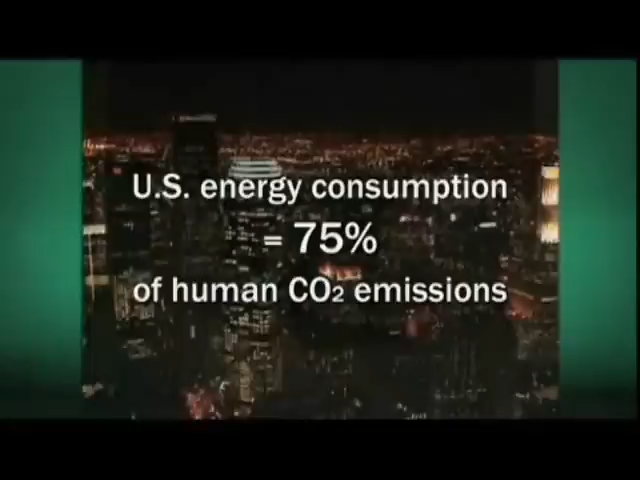 U.S. energy consumption
= 75%
of human CO2 emissions